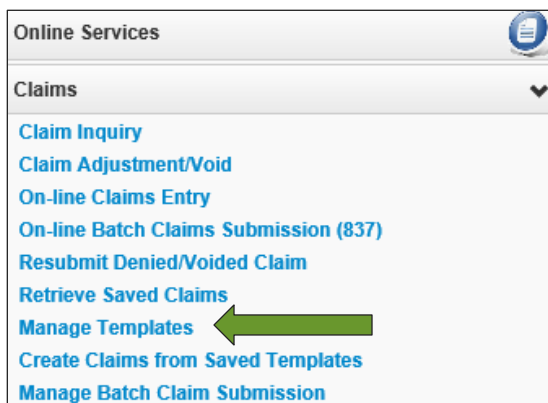 Online Services
Claims
Claim Inquiry
Claim Adjustment/Void
On-line Claims Entry
On-line Batch Claims Submission (837)
Resubmit Denied/Voided Claim
Retrieve Saved Claims
Manage Templates
Create Claims from Saved Templates
Manage Batch Claim Submission